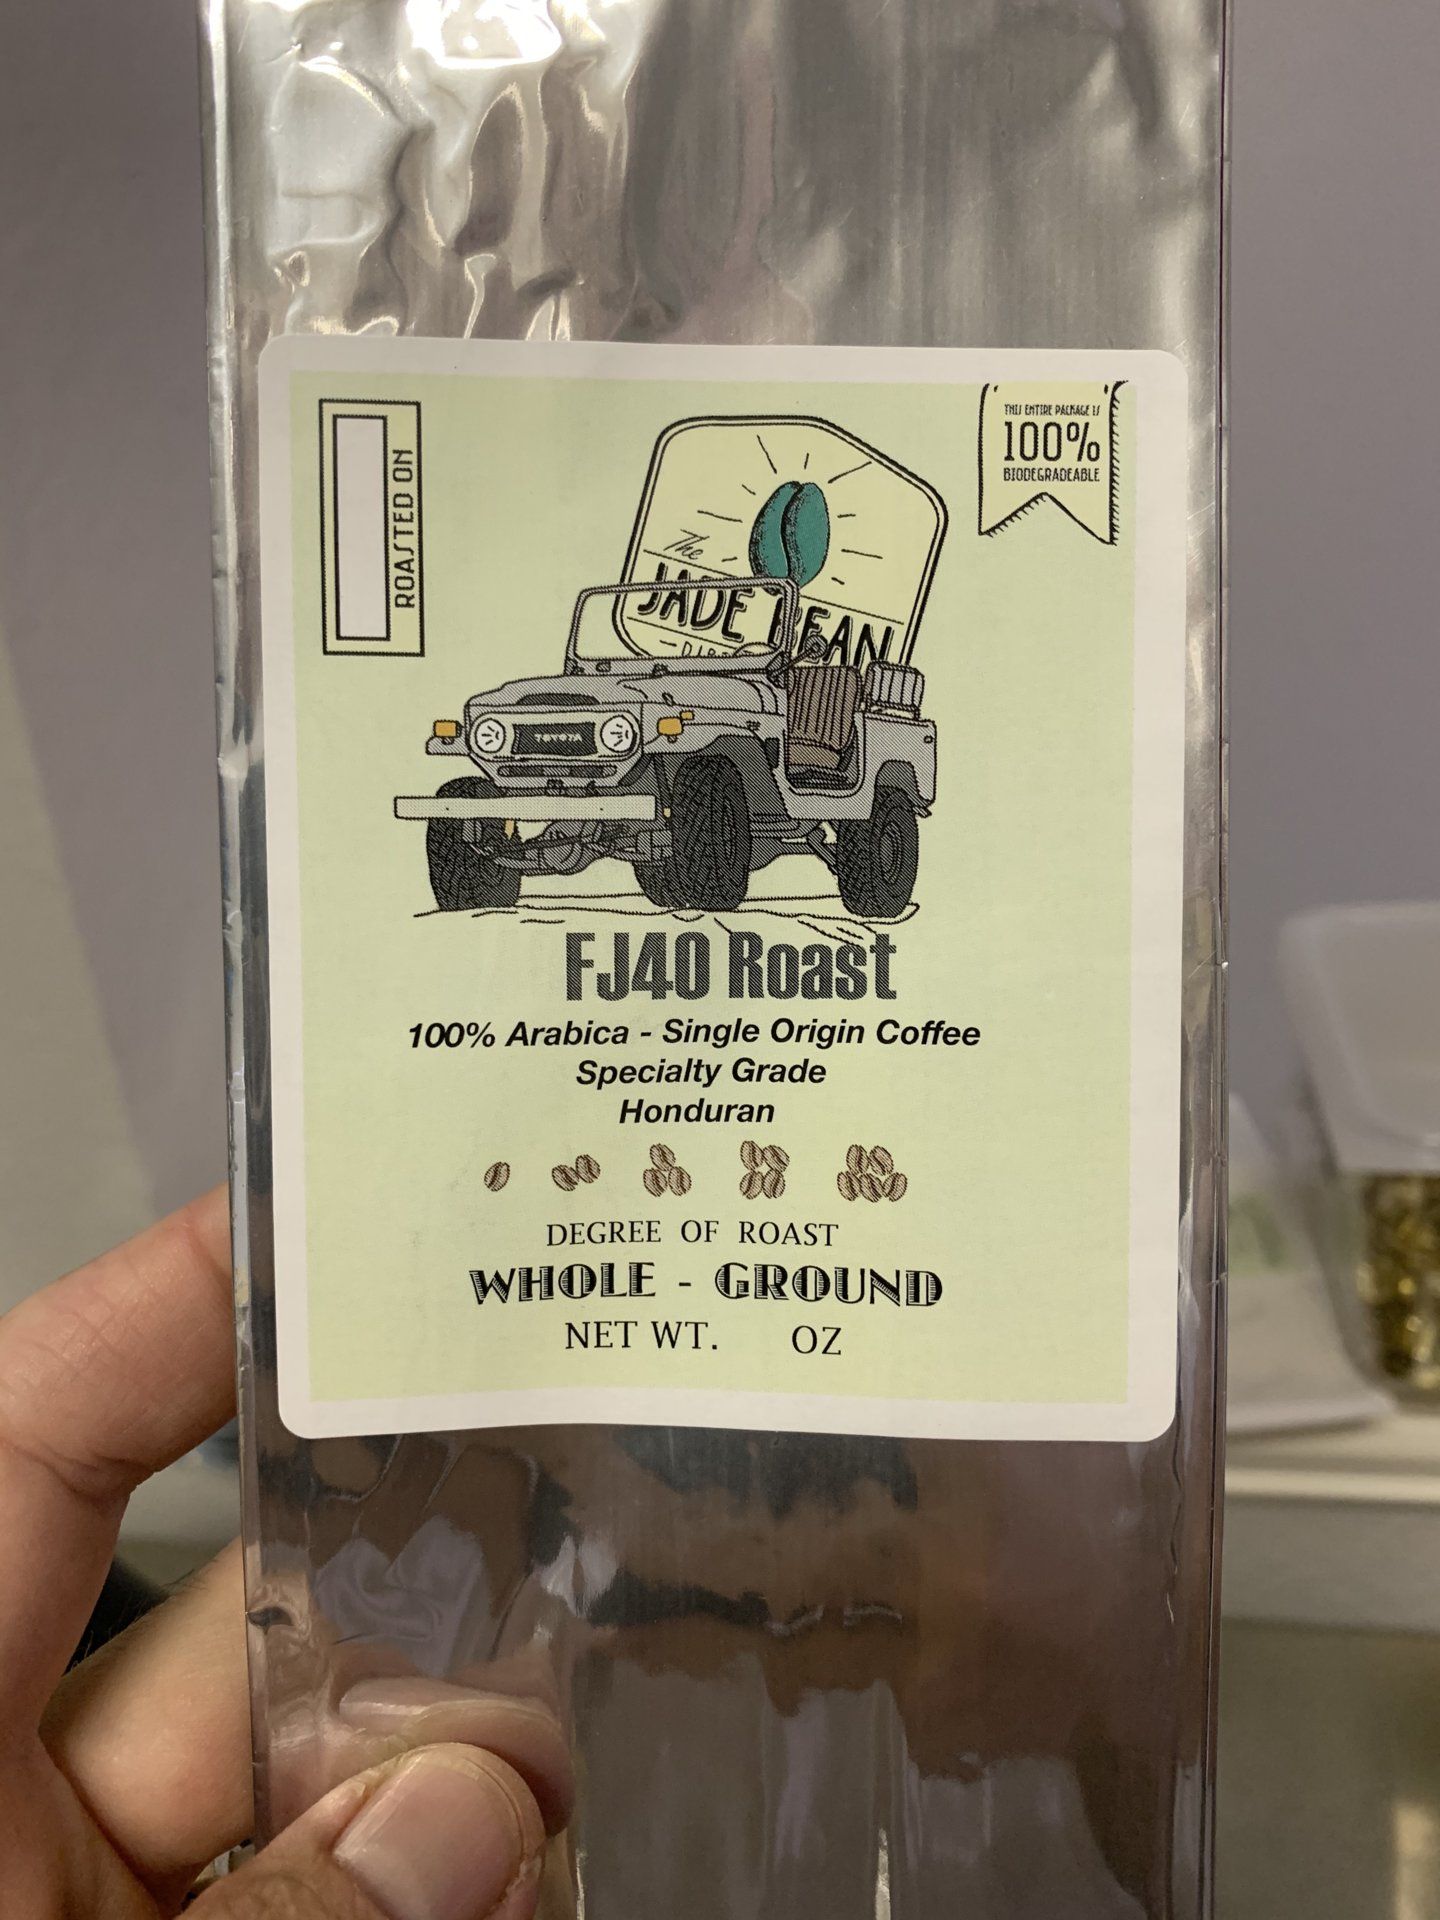 ROASTED ON
THIS ENTIRE PACKAGE IS
100%
BIODEGRADEABLE
The
JADE BEAN
TOYOTA
FJ40 Roast
100% Arabica - Single Origin Coffee
Specialty Grade
Honduran
DEGREE OF ROAST
WHOLE - GROUND
NET WT. OZ